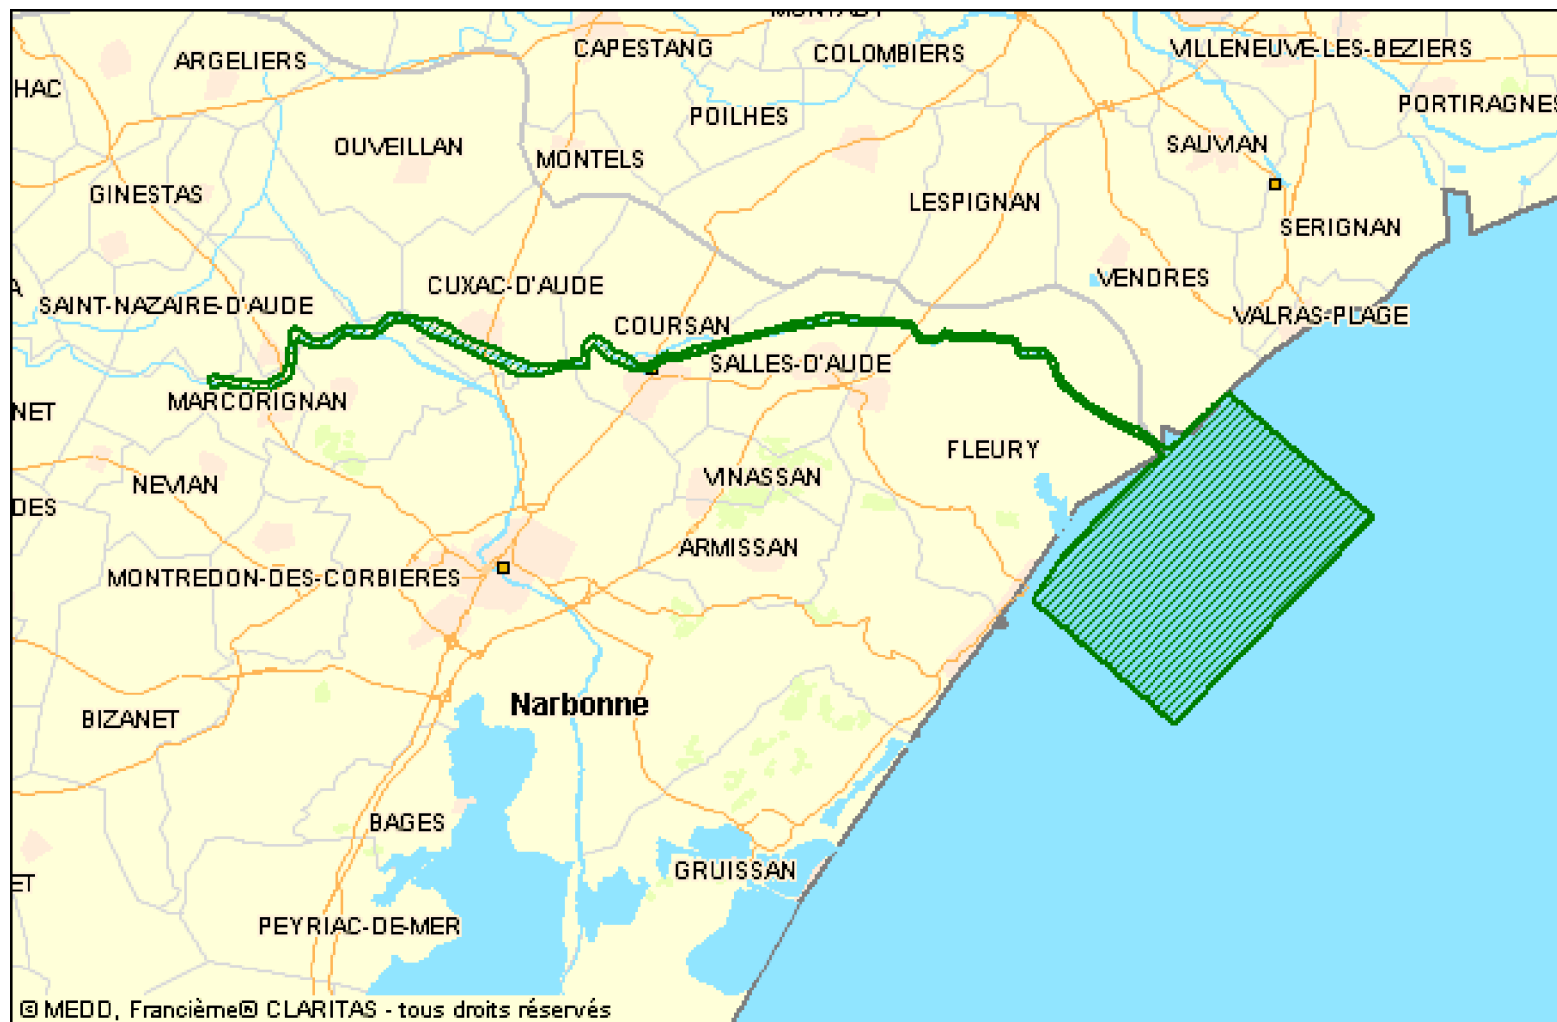 MONTADY
CAPESTANG
VILLENEUVE-LES-BEZIERS
COLOMBIERS
ARGELIERS
HAC
PORTIRAGNES
POILHES
SAUVIAN
OUVEILLAN
MONTELS
GINESTAS
LESPIGNAN
SERIGNAN
VENDRES
CUXAC-D'AUDE
A
SAINT-NAZAIRE-D'AUDE
VALRAS-PLAGE
COURSAN
SALLES-D'AUDE
MARCORIGNAN
NET
FLEURY
VINASSAN
NEVIAN
DES
ARMISSAN
MONTREDON-DES-CORBIERES
Narbonne
BIZANET
BAGES
GRUISSAN
ET
PEYRIAC-DE-MER
© MEDD, Francième® CLARITAS - tous droits réservés